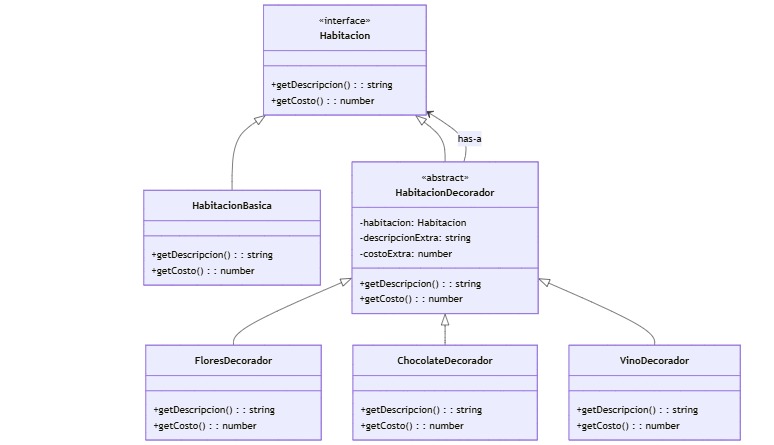 «interface»
Habitacion
+getDescripcion() : : string
+getCosto() : : number
has-a
HabitacionBasica
+getDescripcion() : : string
+getCosto() : : number
«abstract»
HabitacionDecorador
-habitacion: Habitacion
-descripcionExtra: string
-costoExtra: number
+getDescripcion() : : string
+getCosto() : : number
FloresDecorador
+getDescripcion() : : string
+getCosto() : : number
ChocolateDecorador
+getDescripcion() : : string
+getCosto() : : number
VinoDecorador
+getDescripcion() : : string
+getCosto() : : number